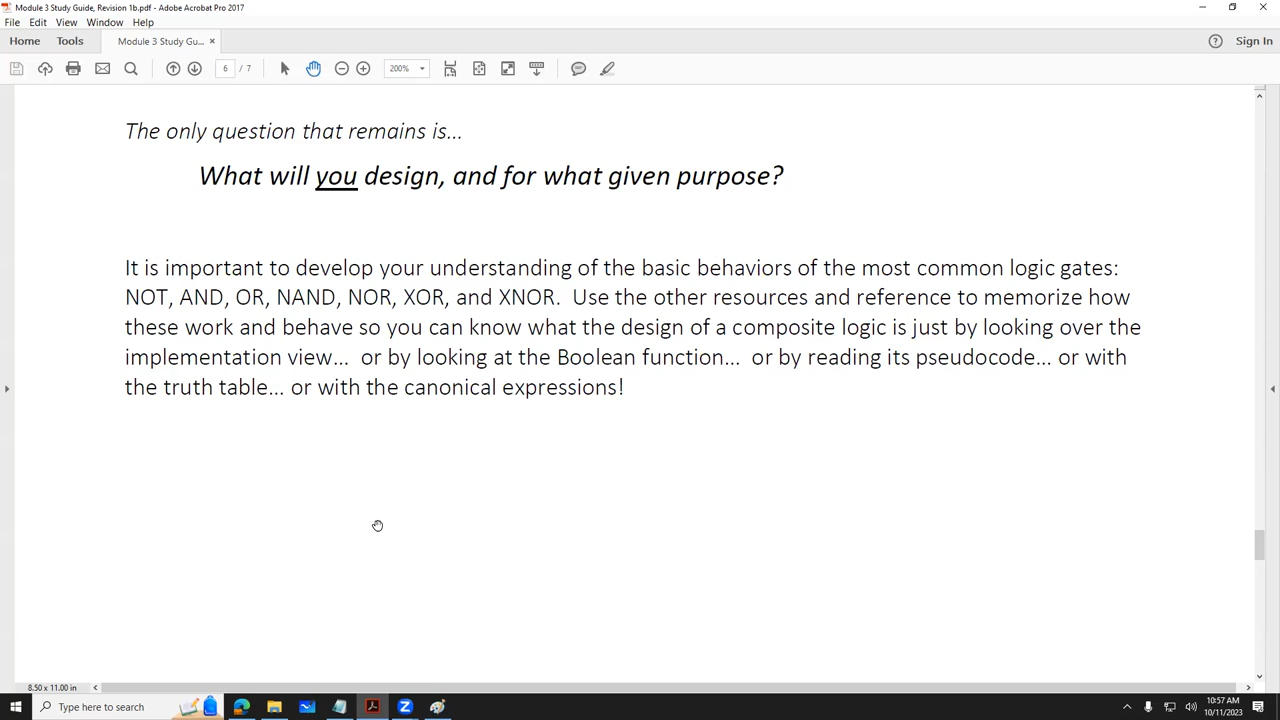 Module 3 Study Guide, Revision 1b.pdf - Adobe Acrobat Pro 2017
File Edit View Window Help
Home Tools Module 3 Study Gu... × Sign In
6 / 7 200%
The only question that remains is…
What will you design, and for what given purpose?
It is important to develop your understanding of the basic behaviors of the most common logic gates:
NOT, AND, OR, NAND, NOR, XOR, and XNOR. Use the other resources and reference to memorize how
these work and behave so you can know what the design of a composite logic is just by looking over the
implementation view… or by looking at the Boolean function… or by reading its pseudocode… or with
the truth table… or with the canonical expressions!
8.50 x 11.00 in
Type here to search
10:57 AM
10/11/2023